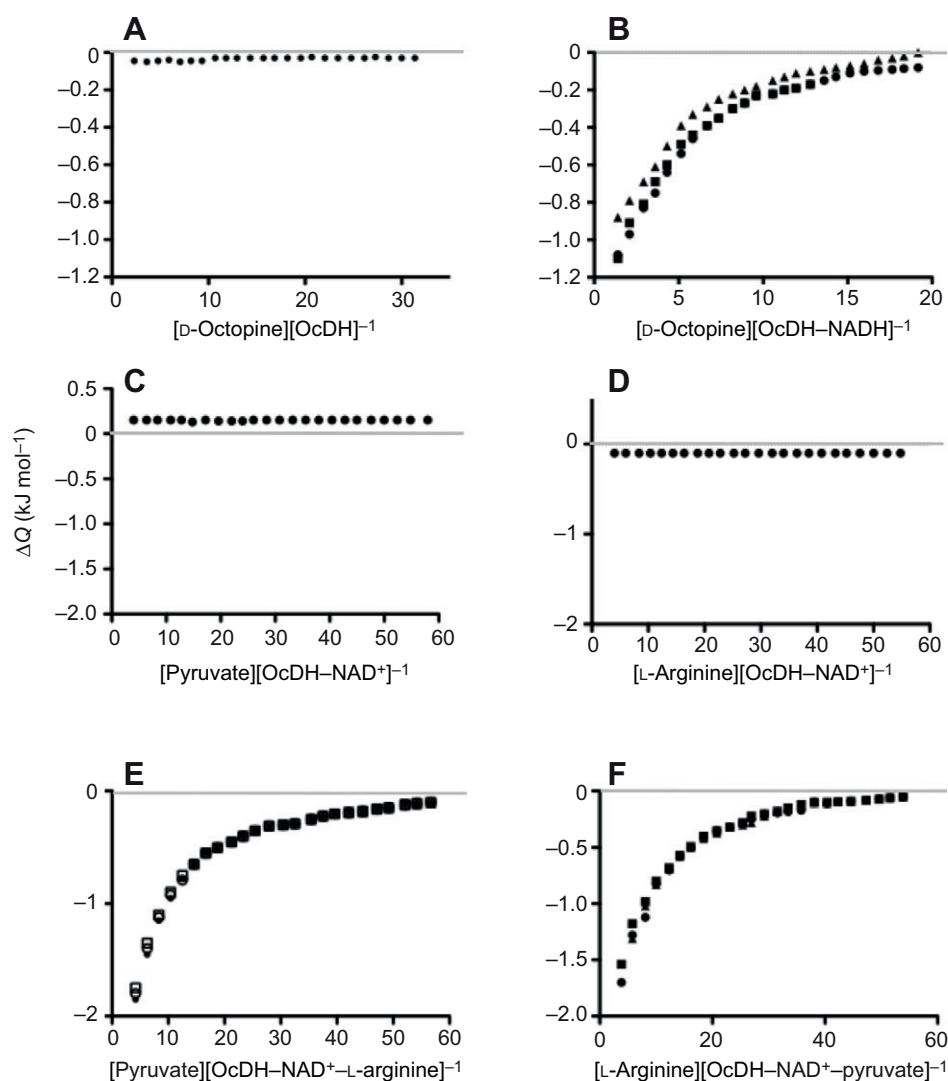 A
0
–0.2
–0.4
–0.6
–0.8
–1.0
–1.2
0 10 20 30
[D-Octopine][OcDH]⁻¹
B
0
–0.2
–0.4
–0.6
–0.8
–1.0
–1.2
0 5 10 15 20
[D-Octopine][OcDH–NADH]⁻¹
ΔQ (kJ mol⁻¹)
C
0.5
0
–0.5
–1.0
–1.5
–2.0
0 10 20 30 40 50 60
[Pyruvate][OcDH–NAD⁺]⁻¹
D
0
–1
–2
0 10 20 30 40 50 60
[L-Arginine][OcDH–NAD⁺]⁻¹
E
0
–1
–2
0 10 20 30 40 50 60
[Pyruvate][OcDH–NAD⁺–L-arginine]⁻¹
F
0
–0.5
–1.0
–1.5
–2.0
0 20 40 60
[L-Arginine][OcDH–NAD⁺–pyruvate]⁻¹